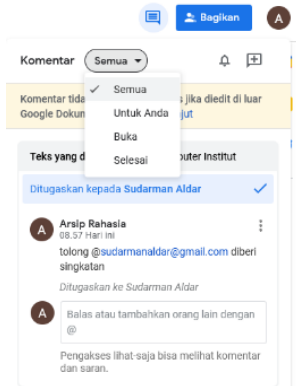 Bagikan
A
Komentar Semua
Semua
Untuk Anda
Buka
Selesai
Komentar tida s jika diedit di luar
Google Dokun jut
Teks yang d outer Institut
Ditugaskan kepada Sudarman Aldar
A Arsip Rahasia
08.57 Hari ini
tolong @sudarmanaldar@gmail.com diberi
singkatan
Ditugaskan ke Sudarman Aldar
A Balas atau tambahkan orang lain dengan
@
Pengakses lihat-saja bisa melihat komentar
dan saran.